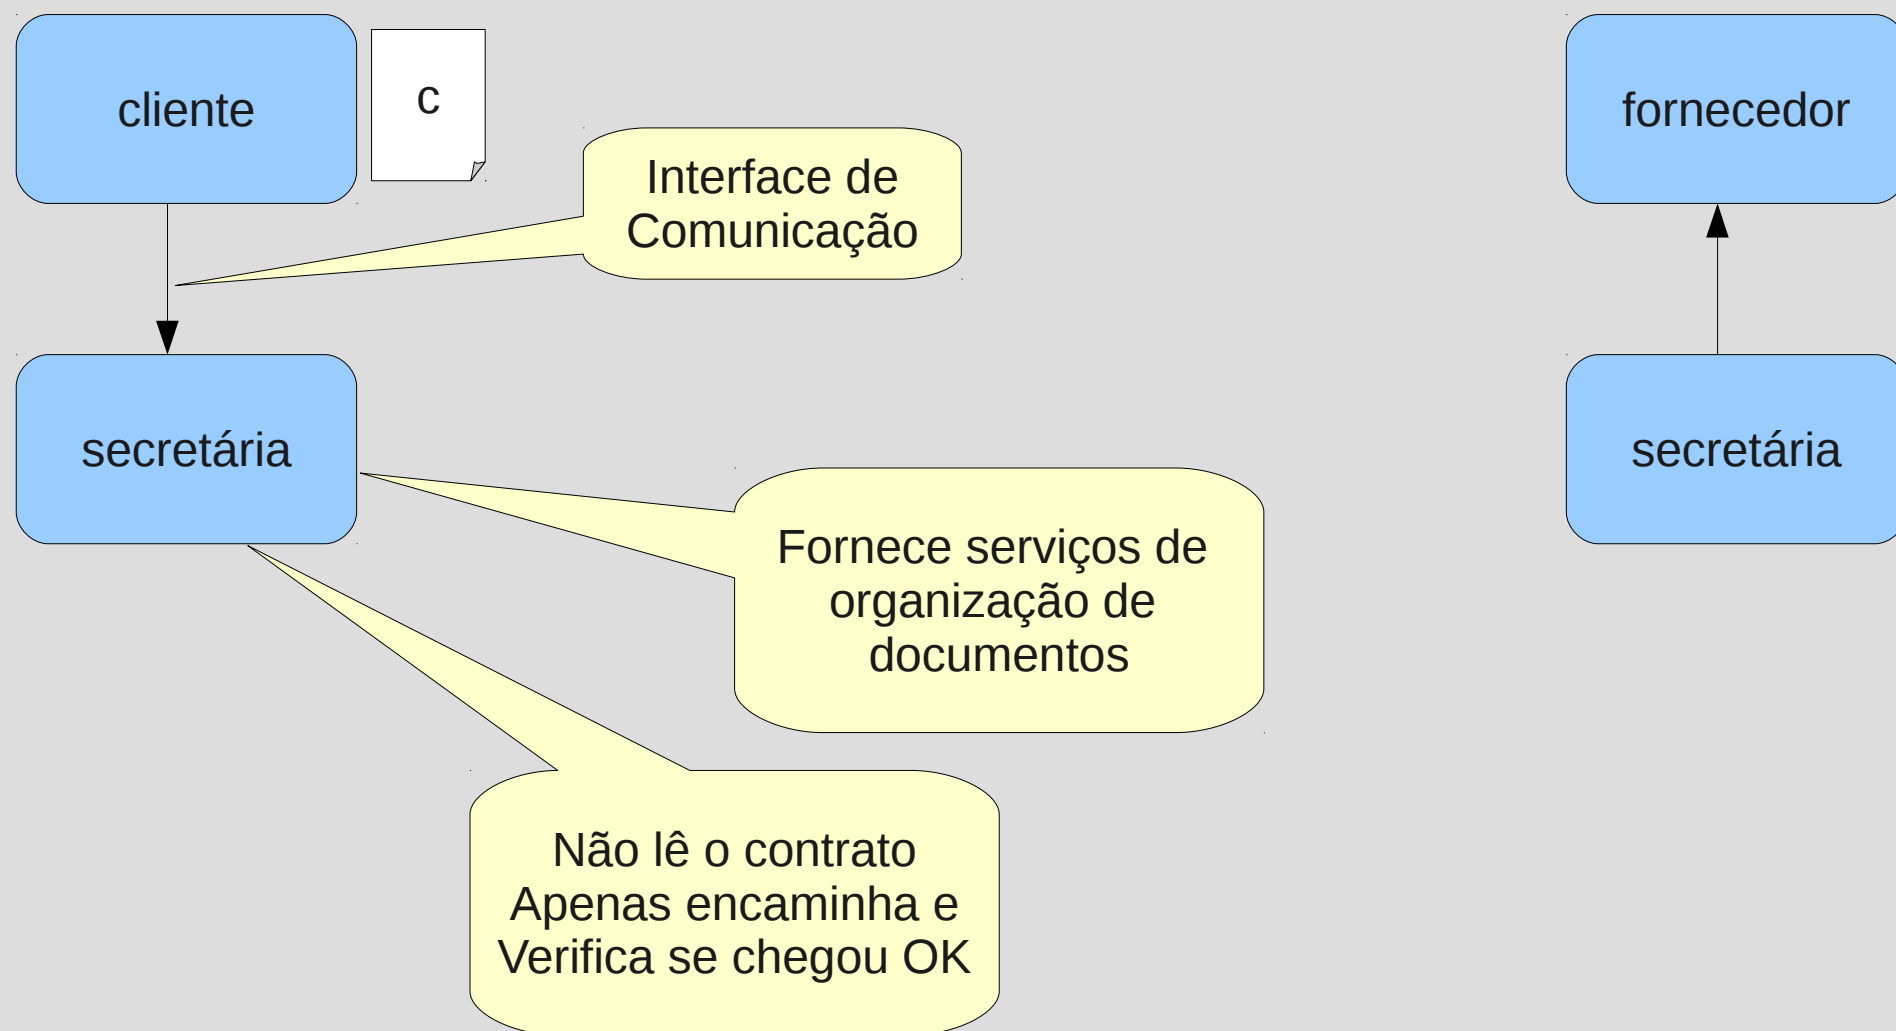 cliente
c
fornecedor
Interface de
Comunicação
secretária
secretária
Fornece serviços de
organização de
documentos
Não lê o contrato
Apenas encaminha e
Verifica se chegou OK